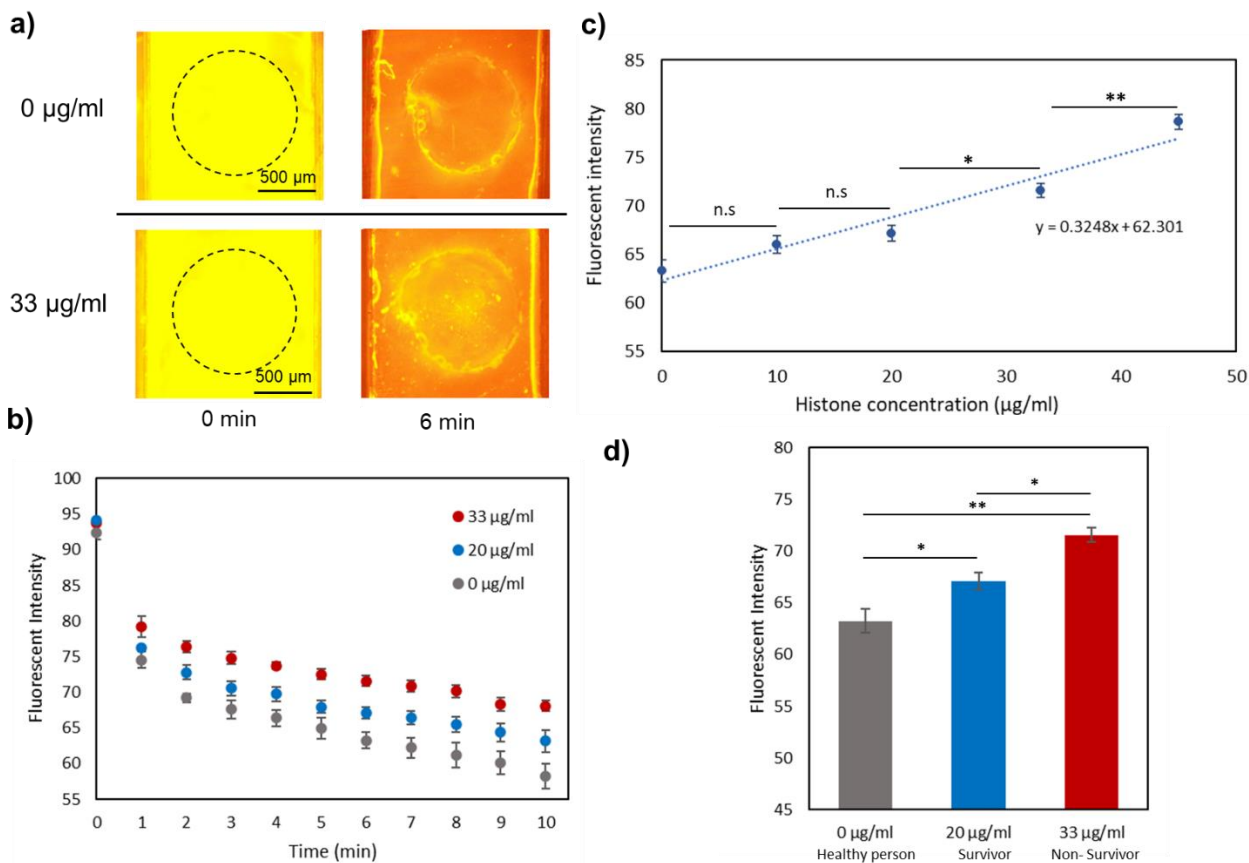 a)
0 µg/ml
500 µm
33 µg/ml
500 µm
0 min
6 min
b)
Fluorescent Intensity
100
95
90
85
80
75
70
65
60
55
33 µg/ml
20 µg/ml
0 µg/ml
0 1 2 3 4 5 6 7 8 9 10
Time (min)
c)
Fluorescent intensity
85
80
75
70
65
60
55
n.s
n.s
*
**
y = 0.3248x + 62.301
0 10 20 30 40 50
Histone concentration (µg/ml)
d)
Fluorescent Intensity
80
75
70
65
60
55
50
45
*
**
*
0 µg/ml 20 µg/ml 33 µg/ml
Healthy person Survivor Non- Survivor